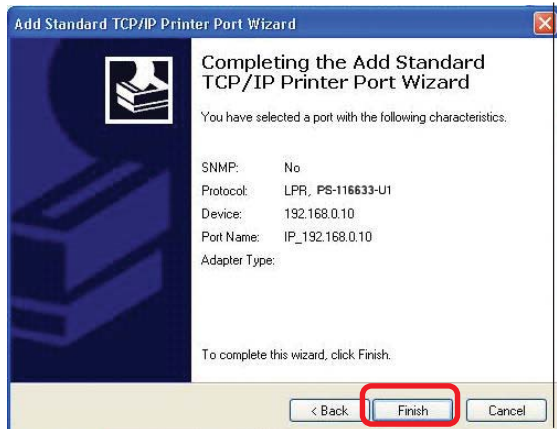 Add Standard TCP/IP Printer Port Wizard
Completing the Add Standard
TCP/IP Printer Port Wizard
You have selected a port with the following characteristics.
SNMP: No
Protocol: LPR, PS-116633-U1
Device: 192.168.0.10
Port Name: IP_192.168.0.10
Adapter Type:
To complete this wizard, click Finish.
< Back Finish Cancel